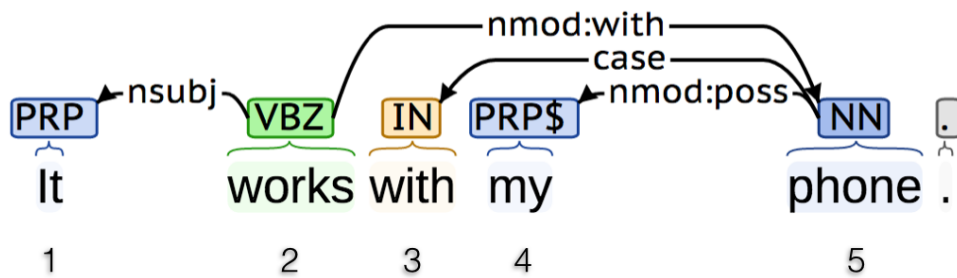 nmod:with
case
nsubj nmod:poss
PRP VBZ IN PRP$ NN .
It works with my phone .
1 2 3 4 5